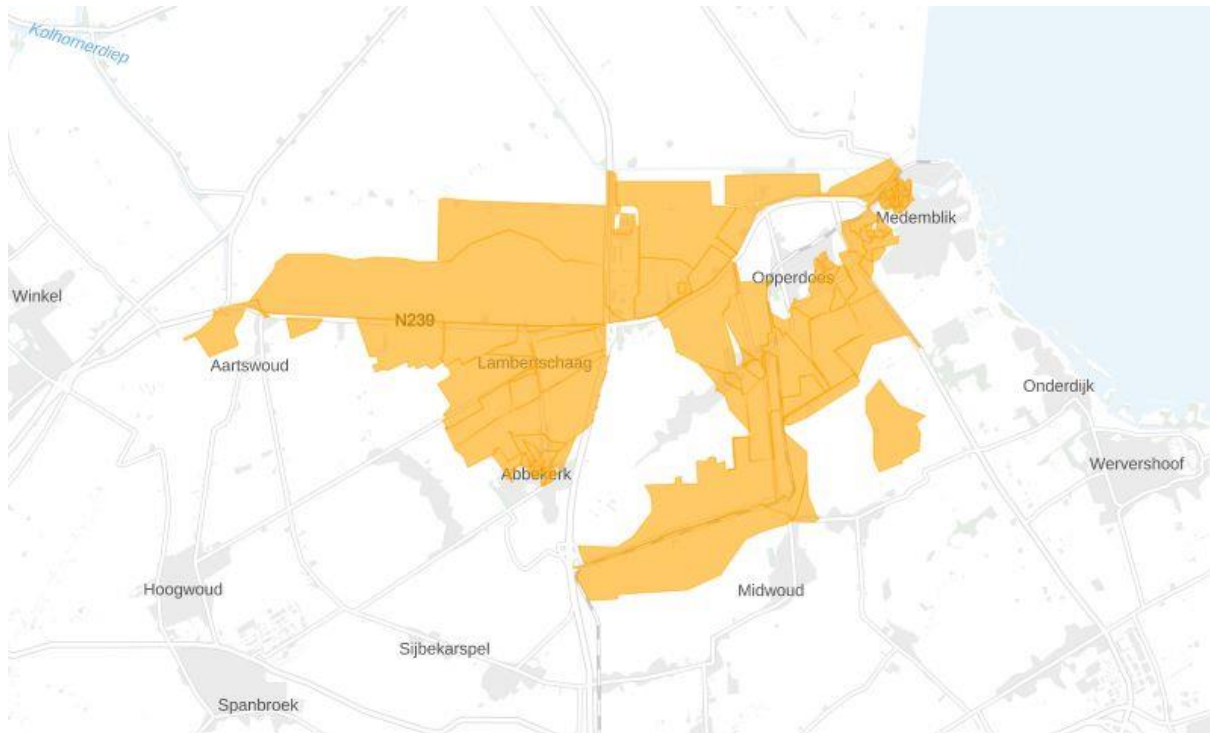 Kolhornerdiep
Medemblik
Opperdoes
Winkel
N239
Aartswoud
Lambertschaag
Onderdijk
Abbekerk
Wervershoof
Hoogwoud
Midwoud
Sijbekarspel
Spanbroek